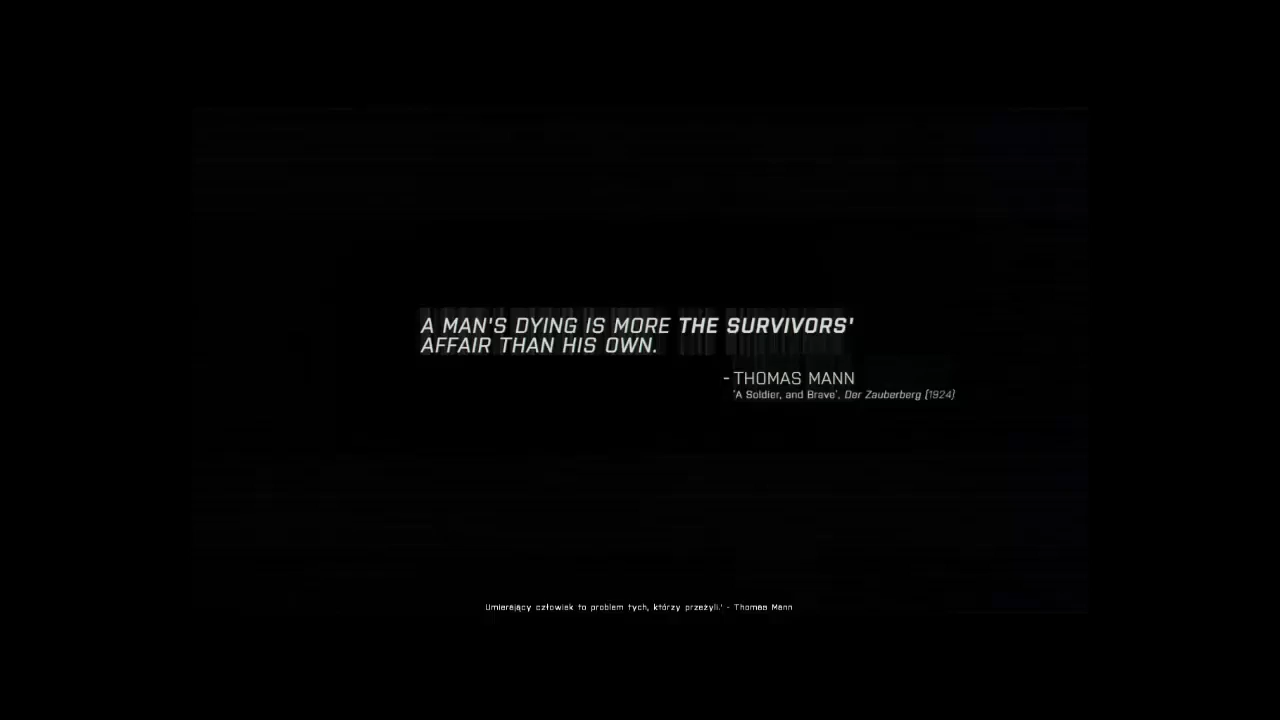 A MAN'S DYING IS MORE THE SURVIVORS'
AFFAIR THAN HIS OWN.
- THOMAS MANN
'A Soldier, and Brave', Der Zauberberg (1924)
Umierający człowiek to problem tych, którzy przeżyli.' - Thomas Mann